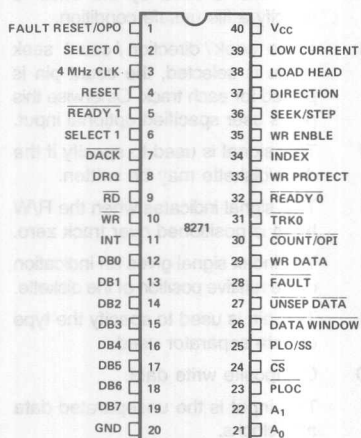 FAULT RESET/OPO 1 40 VCC
SELECT 0 2 39 LOW CURRENT
4 MHz CLK 3 38 LOAD HEAD
RESET 4 37 DIRECTION
READY 1 5 36 SEEK/STEP
SELECT 1 6 35 WR ENBLE
DACK 7 34 INDEX
DRQ 8 33 WR PROTECT
RD 9 32 READY 0
WR 10 31 TRK0
8271
INT 11 30 COUNT/OPI
DB0 12 29 WR DATA
DB1 13 28 FAULT
DB2 14 27 UNSEP DATA
DB3 15 26 DATA WINDOW
DB4 16 25 PLO/SS
DB5 17 24 CS
DB6 18 23 PLOC
DB7 19 22 A1
GND 20 21 A0